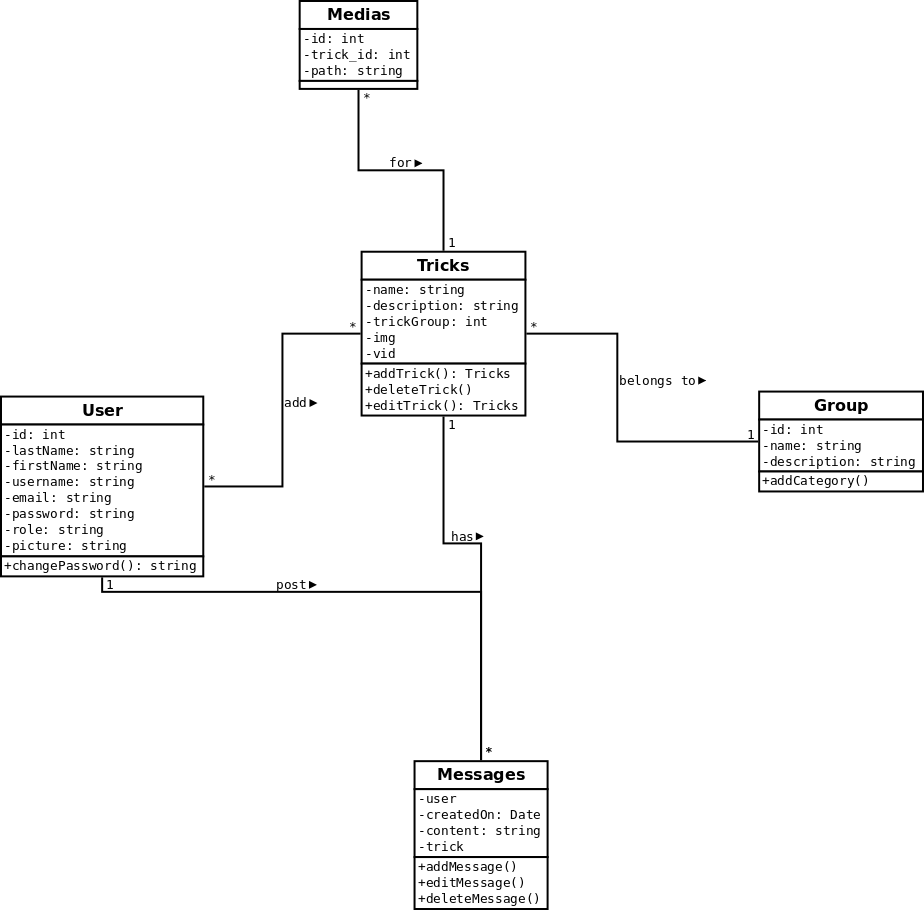 Medias
-id: int
-trick_id: int
-path: string
*
for►
1
Tricks
-name: string
-description: string
-trickGroup: int
-img
-vid
+addTrick(): Tricks
+deleteTrick()
+editTrick(): Tricks
*
*
belongs to►
1
Group
-id: int
-name: string
-description: string
+addCategory()
add►
*
User
-id: int
-lastName: string
-firstName: string
-username: string
-email: string
-password: string
-role: string
-picture: string
+changePassword(): string
1
has►
1
post►
*
Messages
-user
-createdOn: Date
-content: string
-trick
+addMessage()
+editMessage()
+deleteMessage()